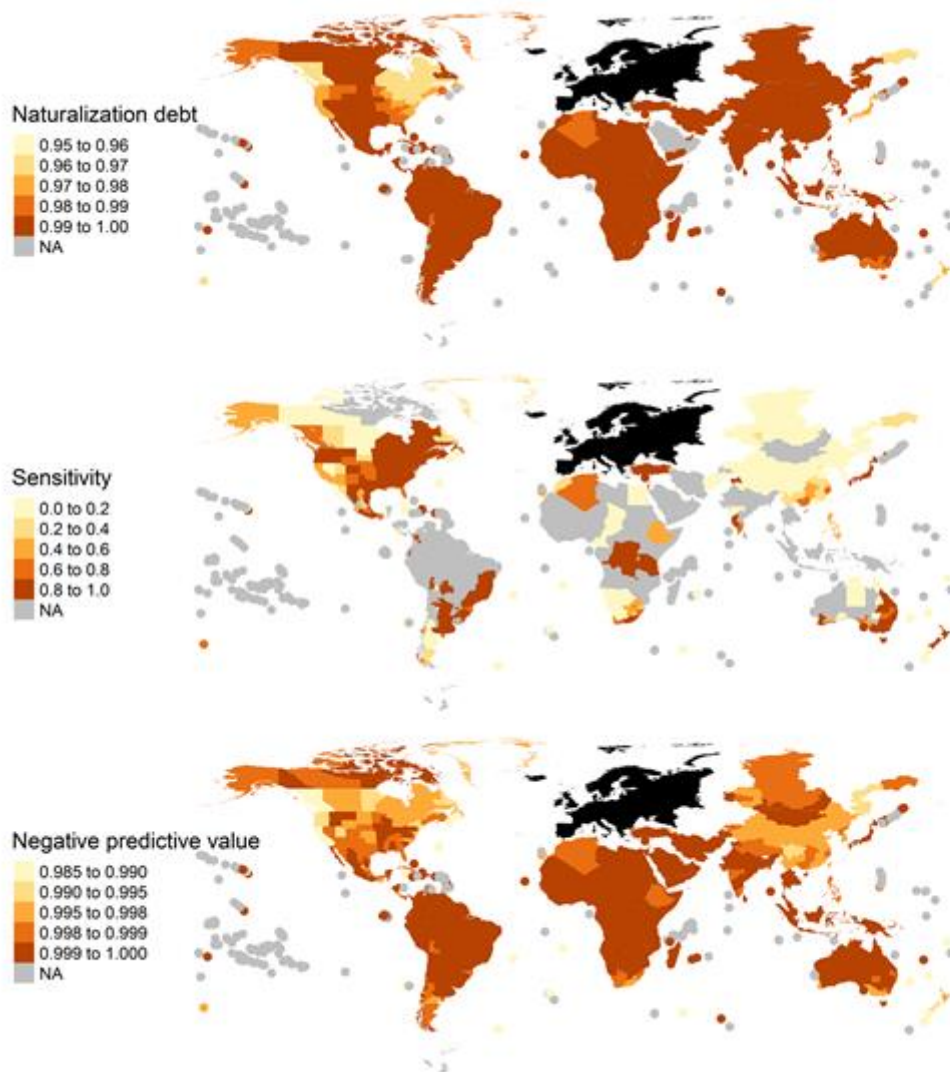 Naturalization debt
0.95 to 0.96
0.96 to 0.97
0.97 to 0.98
0.98 to 0.99
0.99 to 1.00
NA
Sensitivity
0.0 to 0.2
0.2 to 0.4
0.4 to 0.6
0.6 to 0.8
0.8 to 1.0
NA
Negative predictive value
0.985 to 0.990
0.990 to 0.995
0.995 to 0.998
0.998 to 0.999
0.999 to 1.000
NA